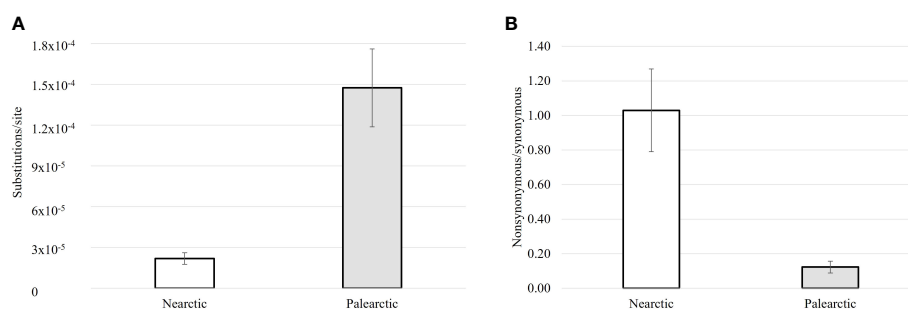 A
Substitutions/site
1.8x10⁻⁴
1.5x10⁻⁴
1.2x10⁻⁴
9x10⁻⁵
6x10⁻⁵
3x10⁻⁵
0
Nearctic Palearctic
B
Nonsynonymous/synonymous
1.40
1.20
1.00
0.80
0.60
0.40
0.20
0.00
Nearctic Palearctic